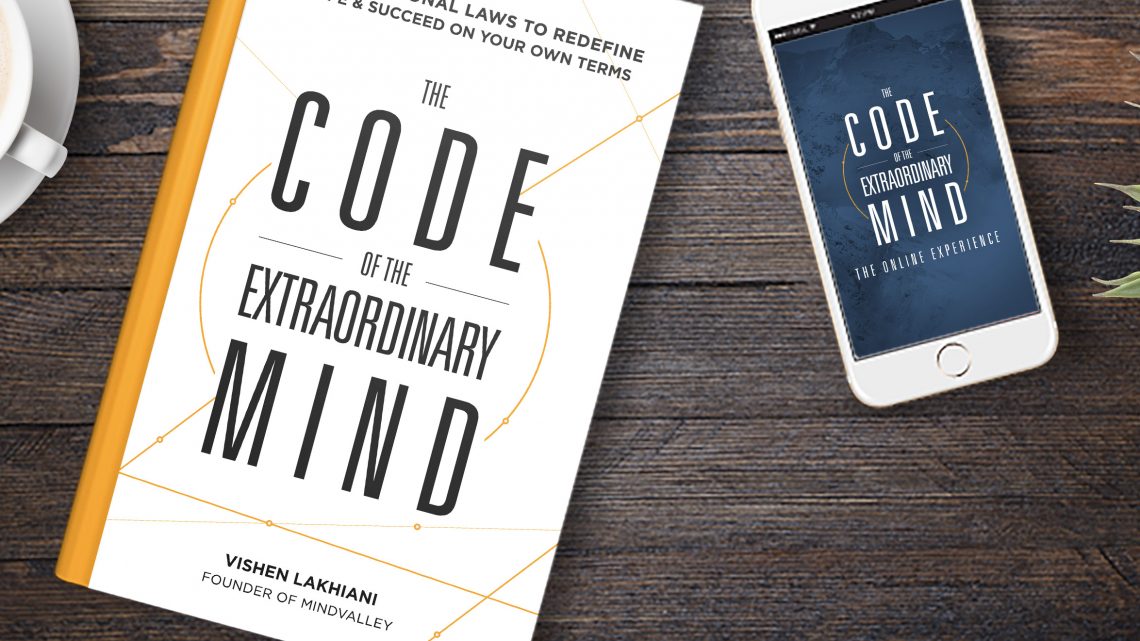 LAWS TO REDEFINE
& SUCCEED ON YOUR OWN TERMS
THE
CODE
OF THE
EXTRAORDINARY
MIND
VISHEN LAKHIANI
FOUNDER OF MINDVALLEY
THE
CODE
OF THE
EXTRAORDINARY
MIND
THE ONLINE EXPERIENCE